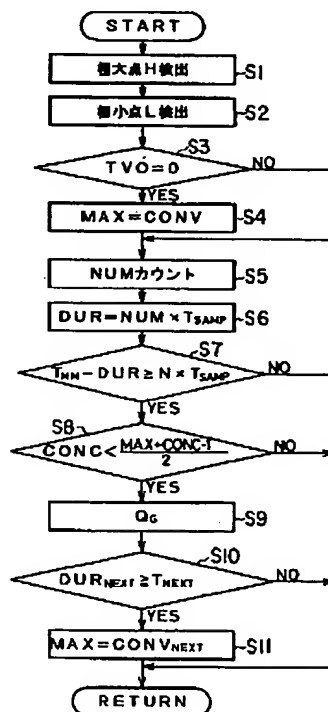 START
極大点H検出 S1
極小点L検出 S2
S3
TVO=0 NO
YES
MAX=CONV S4
NUMカウント S5
DUR=NUM×TSAMP S6
S7
TMM-DUR≥N×TSAMP NO
YES
S8
CONC<MAX+CONC-1/2 NO
YES
QG S9
S10
DURNEXT≥TNEXT NO
YES
MAX=CONVNEXT S11
RETURN